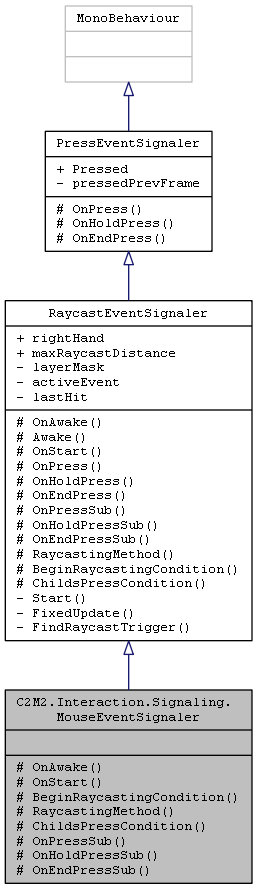 MonoBehaviour
PressEventSignaler
+ Pressed
- pressedPrevFrame
# OnPress()
# OnHoldPress()
# OnEndPress()
RaycastEventSignaler
+ rightHand
+ maxRaycastDistance
- layerMask
- activeEvent
- lastHit
# OnAwake()
# Awake()
# OnStart()
# OnPress()
# OnHoldPress()
# OnEndPress()
# OnPressSub()
# OnHoldPressSub()
# OnEndPressSub()
# RaycastingMethod()
# BeginRaycastingCondition()
# ChildsPressCondition()
- Start()
- FixedUpdate()
- FindRaycastTrigger()
C2M2.Interaction.Signaling.
MouseEventSignaler
# OnAwake()
# OnStart()
# BeginRaycastingCondition()
# RaycastingMethod()
# ChildsPressCondition()
# OnPressSub()
# OnHoldPressSub()
# OnEndPressSub()